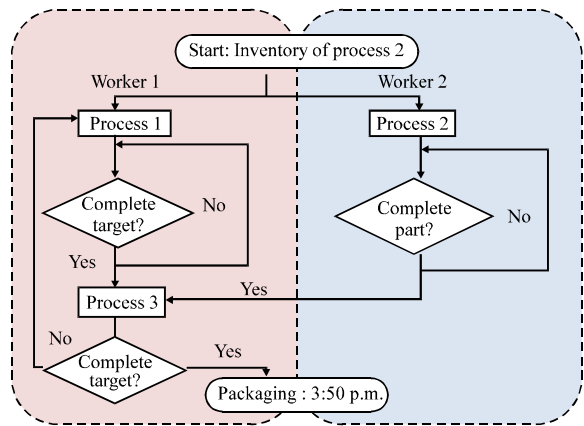 Start: Inventory of process 2
Worker 1
Worker 2
Process 1
Process 2
Complete
target?
No
Complete
part?
No
Yes
Yes
Process 3
No
Complete
target?
Yes
Packaging : 3:50 p.m.